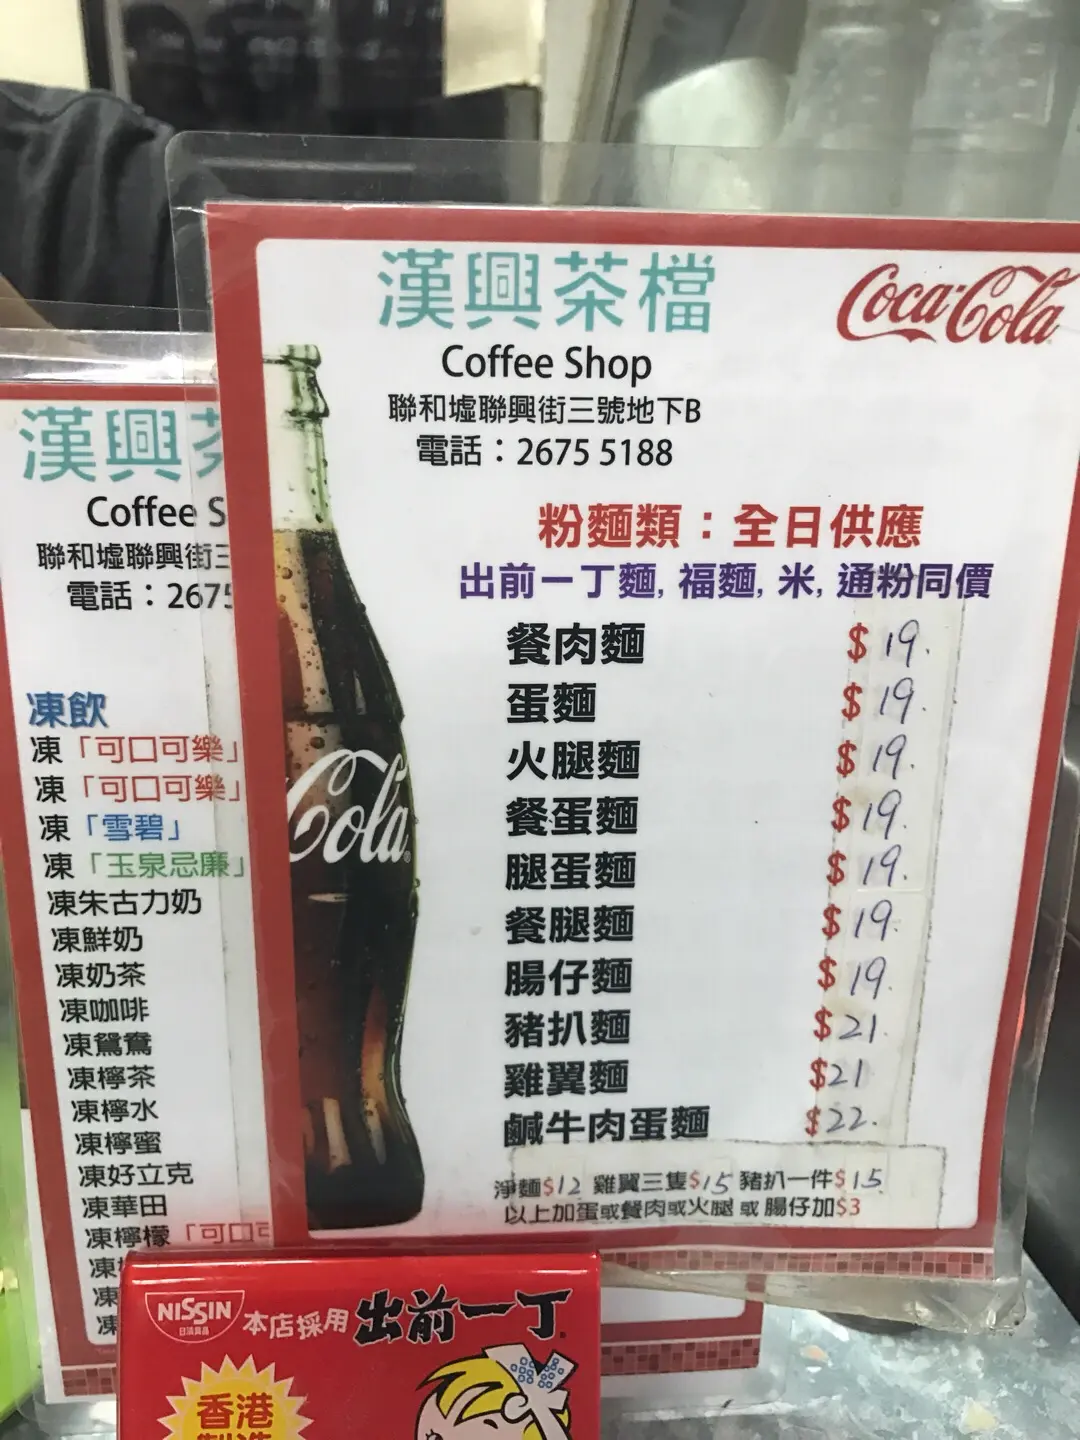 漢興茶檔
Coca-Cola
Coffee Shop
聯和墟聯興街三號地下B
電話：2675 5188
粉麵類：全日供應
出前一丁麵, 福麵, 米, 通粉同價
餐肉麵 $19.
蛋麵 $19.
火腿麵 $19.
餐蛋麵 $19.
腿蛋麵 $19.
餐腿麵 $19.
腸仔麵 $19.
豬扒麵 $21.
雞翼麵 $21
鹹牛肉蛋麵 $22.
淨麵$12 雞翼三隻$15 豬扒一件$15
以上加蛋或餐肉或火腿或腸仔加$3
Cola
漢興茶
Coffee S
聯和墟聯興街三
電話：2675
凍飲
凍「可口可樂」
凍「可口可樂」
凍「雪碧」
凍「玉泉忌廉」
凍朱古力奶
凍鮮奶
凍奶茶
凍咖啡
凍鴛鴦
凍檸茶
凍檸水
凍檸蜜
凍好立克
凍華田
凍檸檬「可口可
凍
凍
凍
NISSIN
日清食品
本店採用
出前一丁
香港
製造